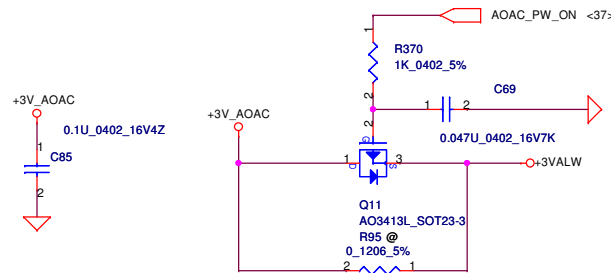 AOAC_PW_ON <37>
1
R370
1K_0402_5%
2
C69
1
2
0.047U_0402_16V7K
+3V_AOAC
0.1U_0402_16V4Z
1
C85
2
+3V_AOAC
2
G
1
D
S
3
+3VALW
Q11
AO3413L_SOT23-3
R95 @
0_1206_5%
2
1